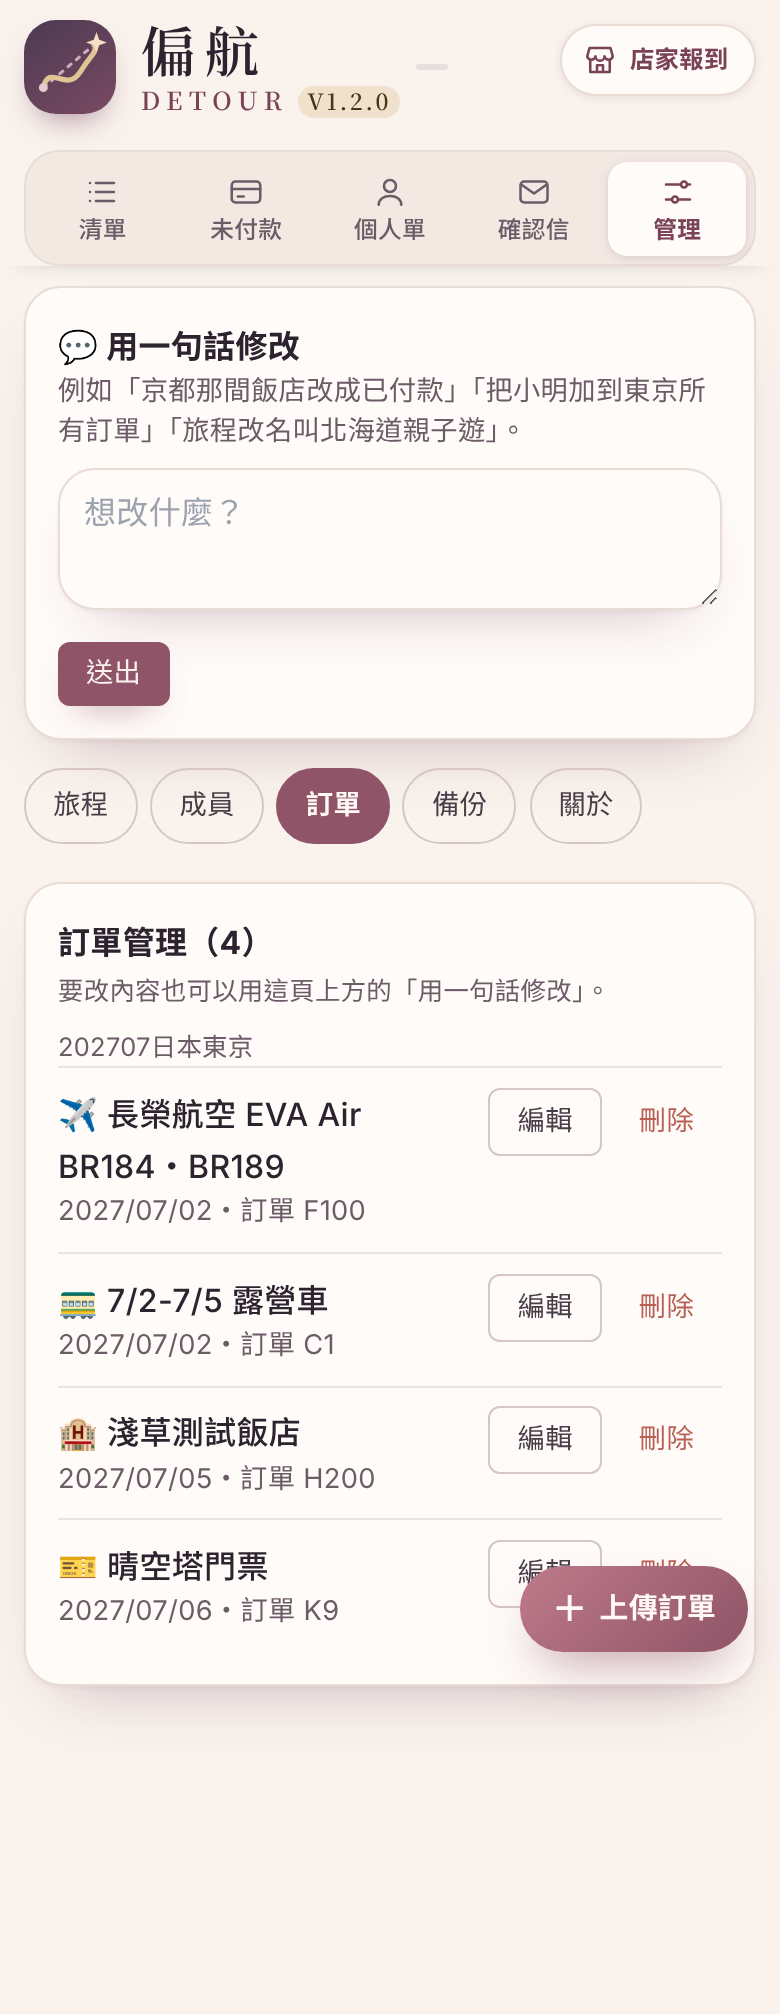 偏航
DETOUR V1.2.0
店家報到
清單
未付款
個人單
確認信
管理
💬 用一句話修改
例如「京都那間飯店改成已付款」「把小明加到東京所
有訂單」「旅程改名叫北海道親子遊」。
想改什麼？
送出
旅程
成員
訂單
備份
關於
訂單管理（4）
要改內容也可以用這頁上方的「用一句話修改」。
202707日本東京
✈️ 長榮航空 EVA Air
BR184・BR189
2027/07/02・訂單 F100
編輯
刪除
🚃 7/2-7/5 露營車
2027/07/02・訂單 C1
編輯
刪除
🏨 淺草測試飯店
2027/07/05・訂單 H200
編輯
刪除
🎫 晴空塔門票
2027/07/06・訂單 K9
編輯
刪除
＋ 上傳訂單